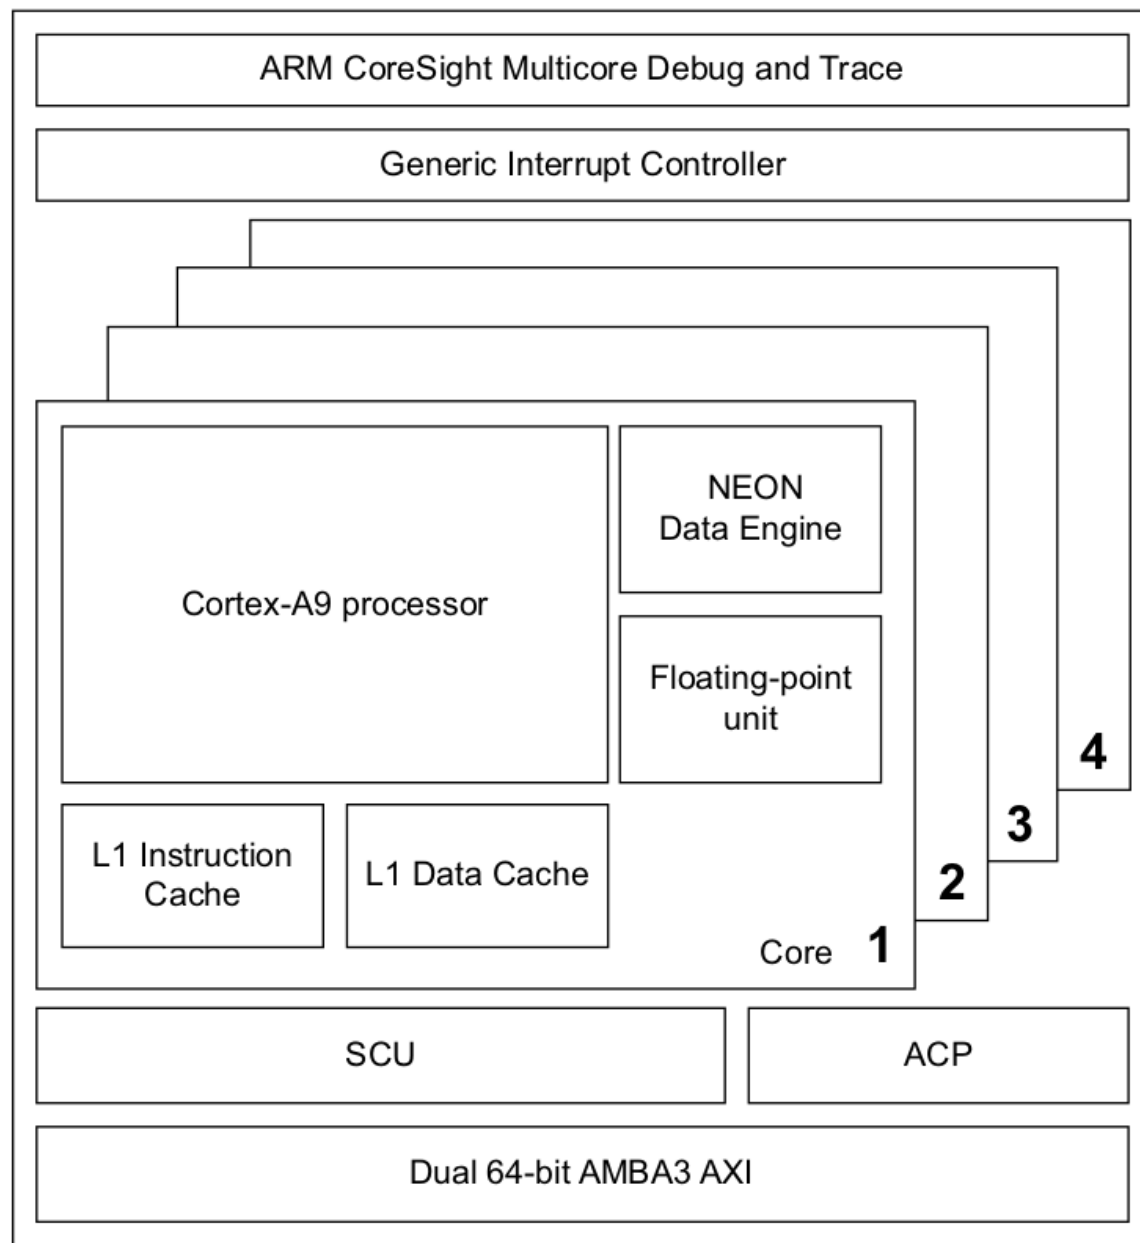 ARM CoreSight Multicore Debug and Trace
Generic Interrupt Controller
NEON
Data Engine
Cortex-A9 processor
Floating-point
unit
4
3
2
L1 Instruction
Cache
L1 Data Cache
Core 1
SCU
ACP
Dual 64-bit AMBA3 AXI